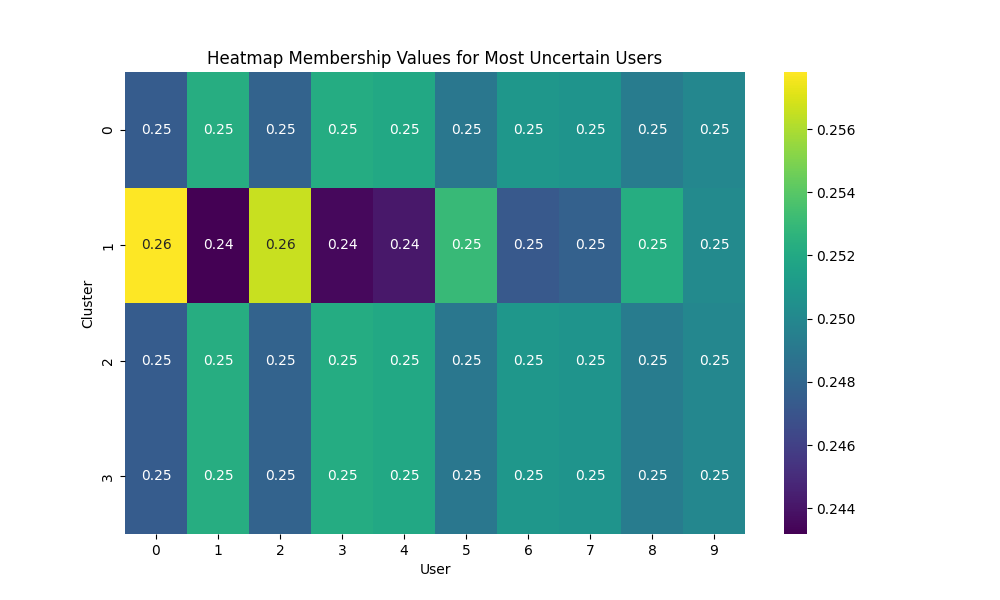 Heatmap Membership Values for Most Uncertain Users
0 0.25 0.25 0.25 0.25 0.25 0.25 0.25 0.25 0.25 0.25
1 0.26 0.24 0.26 0.24 0.24 0.25 0.25 0.25 0.25 0.25
2 0.25 0.25 0.25 0.25 0.25 0.25 0.25 0.25 0.25 0.25
3 0.25 0.25 0.25 0.25 0.25 0.25 0.25 0.25 0.25 0.25
Cluster
0 1 2 3 4 5 6 7 8 9
User
0.256
0.254
0.252
0.250
0.248
0.246
0.244